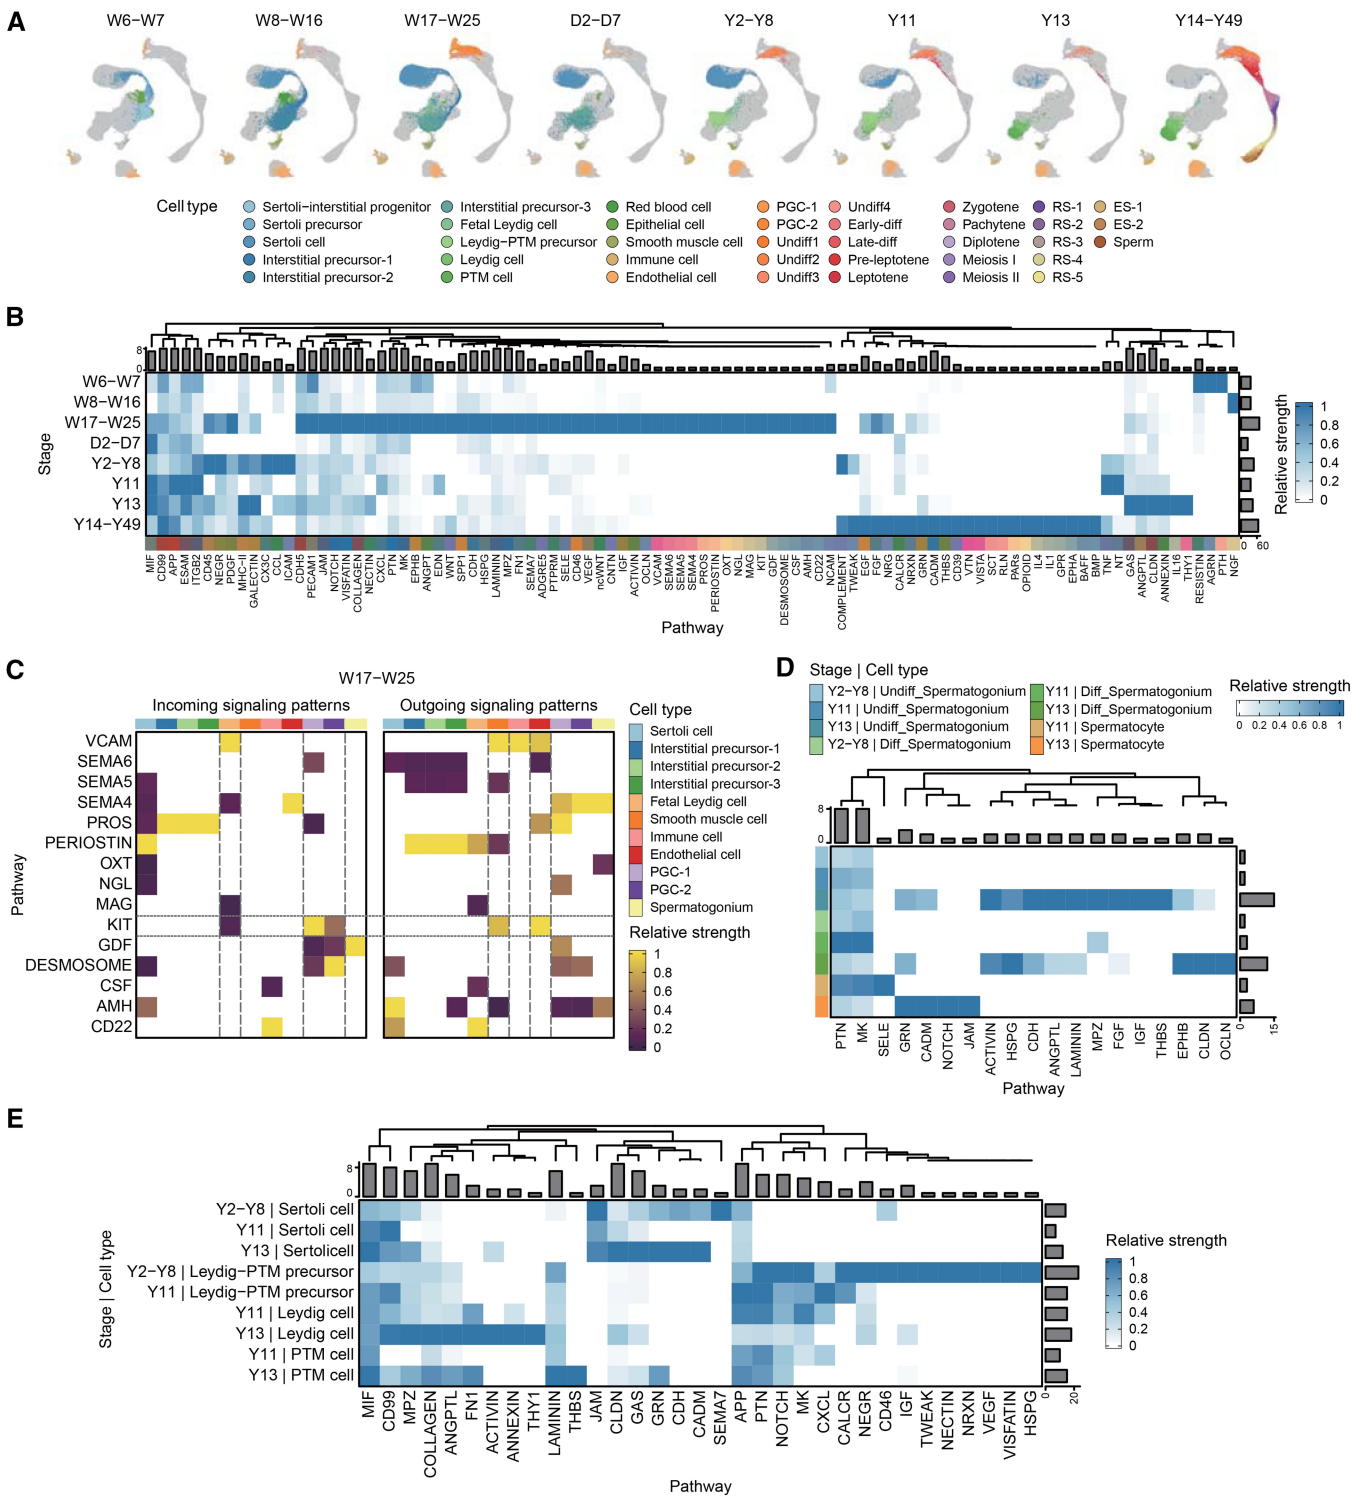 A
W6−W7 W8−W16 W17−W25 D2−D7 Y2−Y8 Y11 Y13 Y14−Y49
Cell type
Sertoli−interstitial progenitor Interstitial precursor-3 Red blood cell PGC-1 Undiff4 Zygotene RS-1 ES-1
Sertoli precursor Fetal Leydig cell Epithelial cell PGC-2 Early-diff Pachytene RS-2 ES-2
Sertoli cell Leydig−PTM precursor Smooth muscle cell Undiff1 Late-diff Diplotene RS-3 Sperm
Interstitial precursor-1 Leydig cell Immune cell Undiff2 Pre-leptotene Meiosis I RS-4
Interstitial precursor-2 PTM cell Endothelial cell Undiff3 Leptotene Meiosis II RS-5
B
8
0
Stage
W6−W7
W8−W16
W17−W25
D2−D7
Y2−Y8
Y11
Y13
Y14−Y49
0 60
Relative strength
1
0.8
0.6
0.4
0.2
0
MIF CD99 APP ESAM ITGB2 CD45 NEGR PDGF MHC-II GALECTIN CX3C CCL ICAM CDH5 PECAM1 JAM NOTCH VISFATIN COLLAGEN NECTIN CXCL PTN MK EPHB ANGPT EDN WNT SPP1 CDH HSPG LAMININ MPZ FN1 SEMA7 ADGRE5 PTPRM SELE CD46 VEGF ncWNT CNTN IGF ACTIVIN OCLN VCAM SEMA6 SEMA5 SEMA4 PROS PERIOSTIN OXT NGL MAG KIT GDF DESMOSOME CSF AMH CD22 NCAM COMPLEMENT TWEAK EGF FGF NRG CALCR NRXN GRN CADM THBS CD39 VTN VISTA SCT RLN PARs OPIOID IL4 IL1 GPR EPHA BAFF BMP TNF NT GAS ANGPTL CLDN ANNEXIN IL16 THY1 RESISTIN AGRN PTH NGF
Pathway
C
W17−W25
Incoming signaling patterns Outgoing signaling patterns
Pathway
VCAM
SEMA6
SEMA5
SEMA4
PROS
PERIOSTIN
OXT
NGL
MAG
KIT
GDF
DESMOSOME
CSF
AMH
CD22
Cell type
Sertoli cell
Interstitial precursor-1
Interstitial precursor-2
Interstitial precursor-3
Fetal Leydig cell
Smooth muscle cell
Immune cell
Endothelial cell
PGC-1
PGC-2
Spermatogonium
Relative strength
1
0.8
0.6
0.4
0.2
0
D
Stage | Cell type
Y2−Y8 | Undiff_Spermatogonium Y11 | Diff_Spermatogonium
Y11 | Undiff_Spermatogonium Y13 | Diff_Spermatogonium
Y13 | Undiff_Spermatogonium Y11 | Spermatocyte
Y2−Y8 | Diff_Spermatogonium Y13 | Spermatocyte
Relative strength
0 0.2 0.4 0.6 0.8 1
8
0
0 15
PTN MK SELE GRN CADM NOTCH JAM ACTIVIN HSPG CDH ANGPTL LAMININ MPZ FGF IGF THBS EPHB CLDN OCLN
Pathway
E
8
0
Stage | Cell type
Y2−Y8 | Sertoli cell
Y11 | Sertoli cell
Y13 | Sertolicell
Y2−Y8 | Leydig−PTM precursor
Y11 | Leydig−PTM precursor
Y11 | Leydig cell
Y13 | Leydig cell
Y11 | PTM cell
Y13 | PTM cell
0 20
Relative strength
1
0.8
0.6
0.4
0.2
0
MIF CD99 MPZ COLLAGEN ANGPTL FN1 ACTIVIN ANNEXIN THY1 LAMININ THBS JAM CLDN GAS GRN CDH CADM SEMA7 APP PTN NOTCH MK CXCL CALCR NEGR CD46 IGF TWEAK NECTIN NRXN VEGF VISFATIN HSPG
Pathway